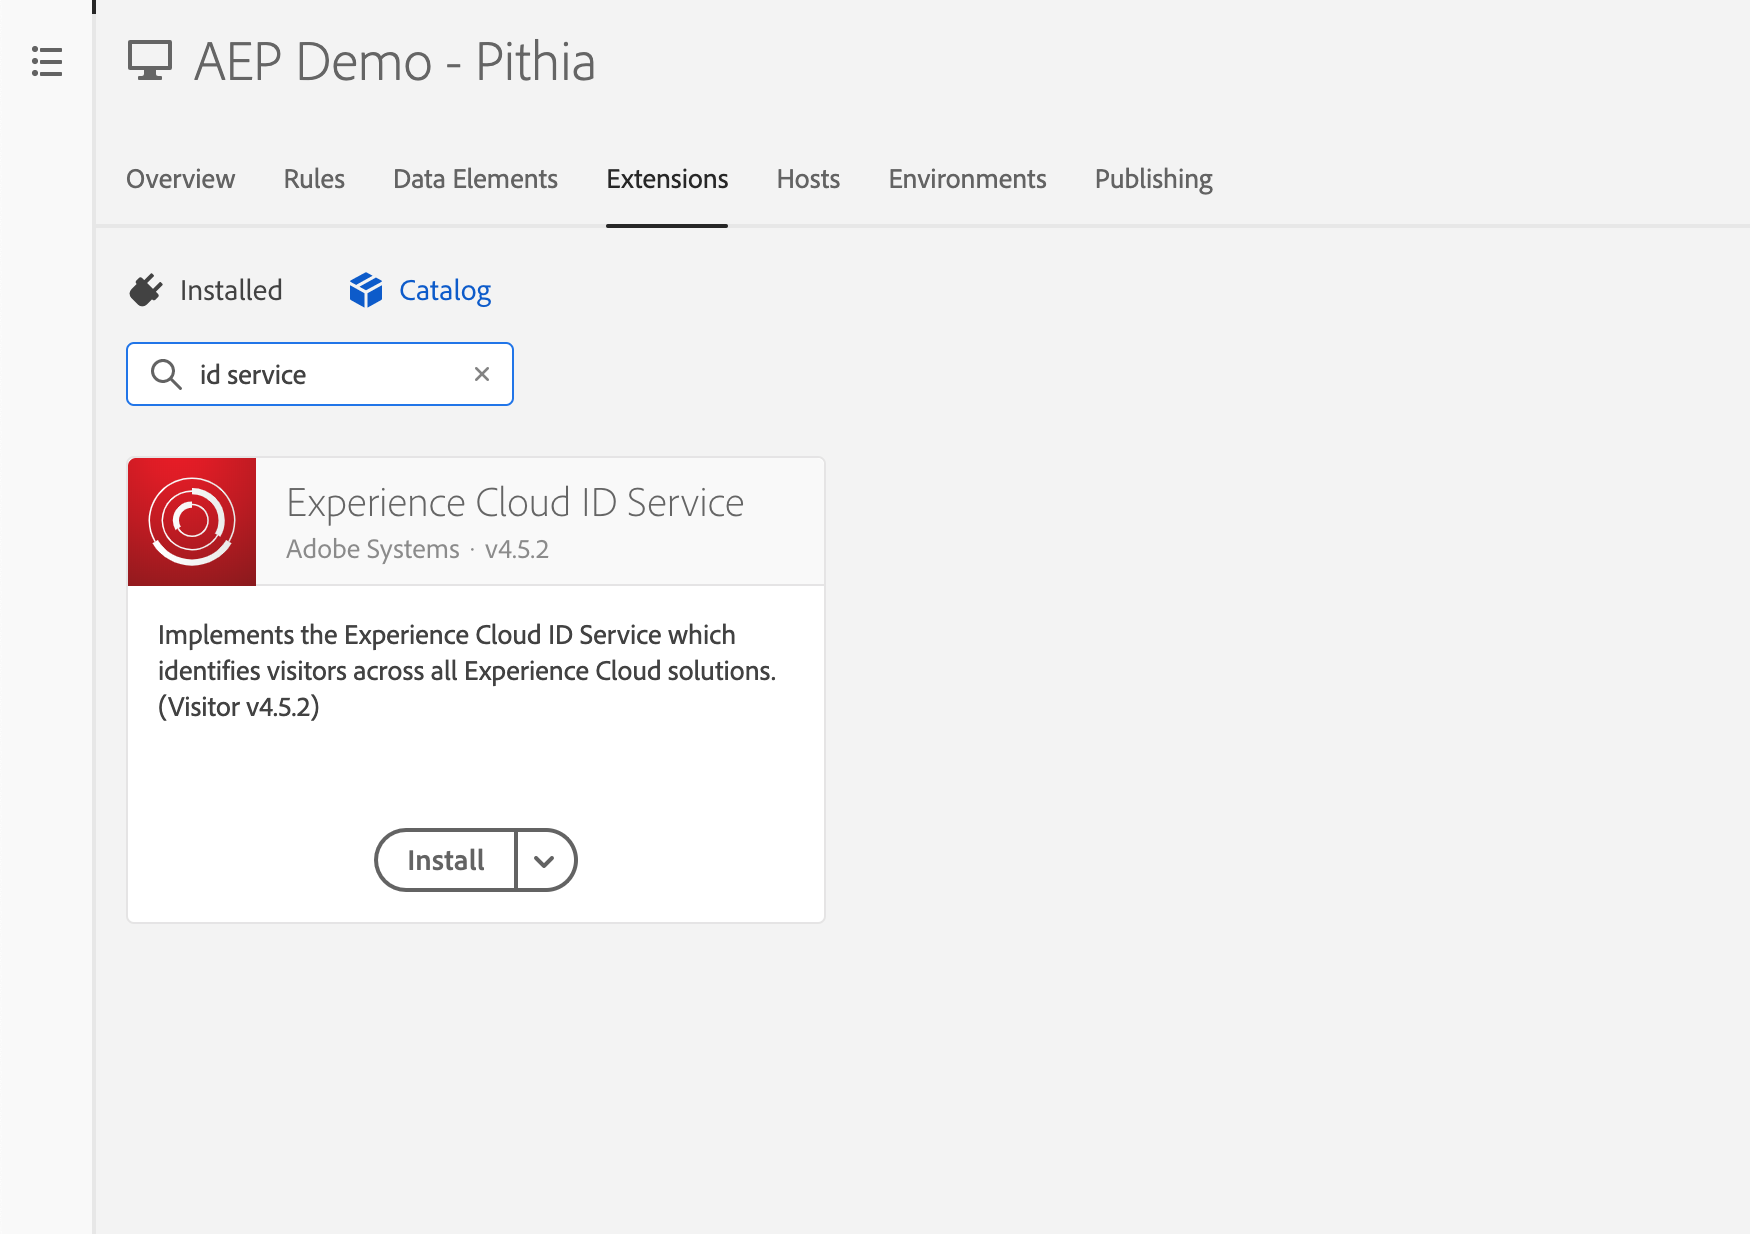 AEP Demo - Pithia
Overview Rules Data Elements Extensions Hosts Environments Publishing
Installed Catalog
id service
Experience Cloud ID Service
Adobe Systems · v4.5.2
Implements the Experience Cloud ID Service which
identifies visitors across all Experience Cloud solutions.
(Visitor v4.5.2)
Install